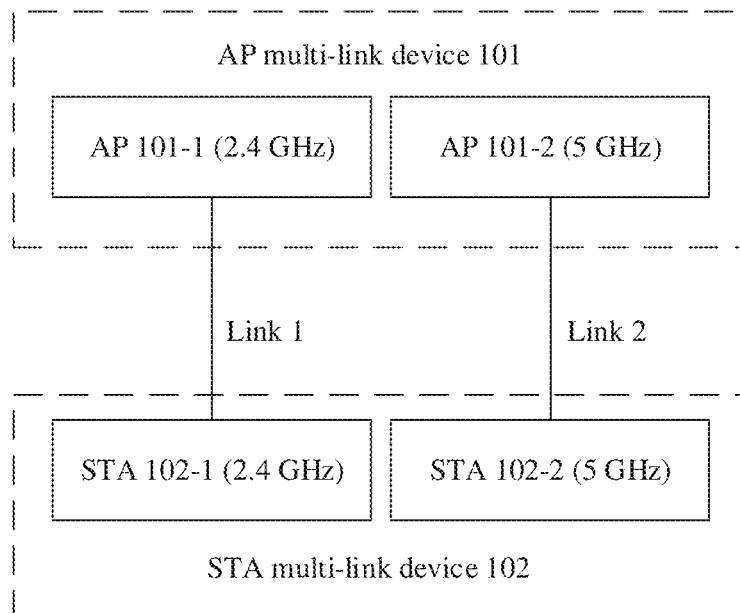 AP multi-link device 101
AP 101-1 (2.4 GHz)
AP 101-2 (5 GHz)
Link 1
Link 2
STA 102-1 (2.4 GHz)
STA 102-2 (5 GHz)
STA multi-link device 102